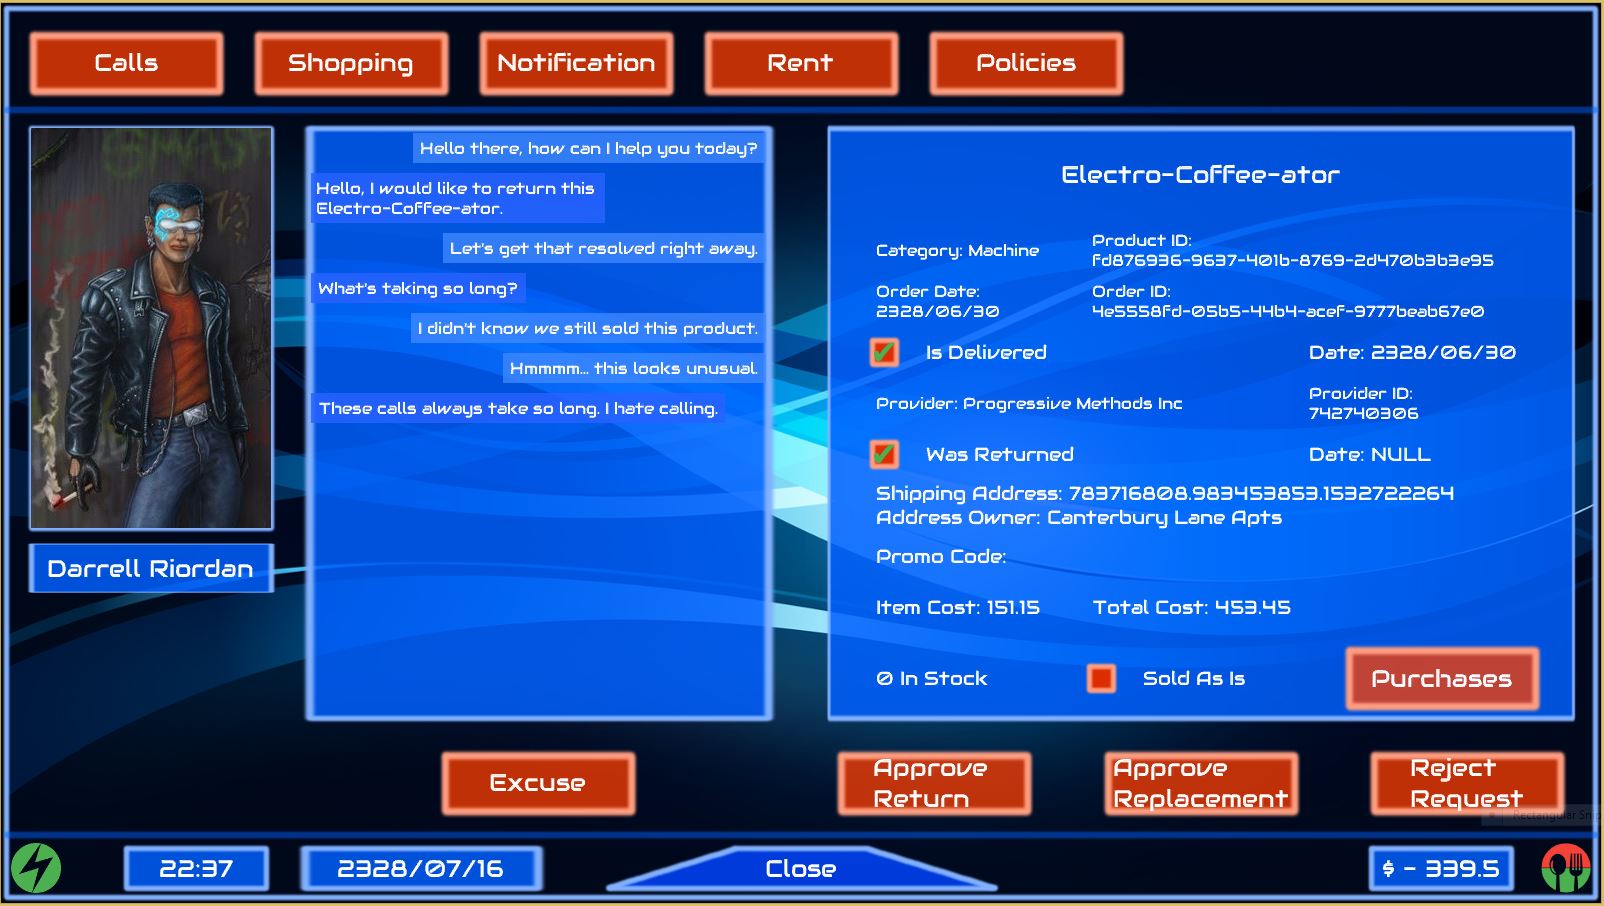 Calls
Shopping
Notification
Rent
Policies
Hello there, how can I help you today?
Hello, I would like to return this
Electro-Coffee-ator.
Let's get that resolved right away.
What's taking so long?
I didn't know we still sold this product.
Hmmmm... this looks unusual.
These calls always take so long. I hate calling.
Darrell Riordan
Electro-Coffee-ator
Category: Machine
Product ID:
fd876936-9637-401b-8769-2d470b3b3e95
Order Date:
2328/06/30
Order ID:
4e5558fd-05b5-44b4-acef-9777beab67e0
Is Delivered
Date: 2328/06/30
Provider: Progressive Methods Inc
Provider ID:
742740306
Was Returned
Date: NULL
Shipping Address: 783716808.983453853.1532722264
Address Owner: Canterbury Lane Apts
Promo Code:
Item Cost: 151.15
Total Cost: 453.45
0 In Stock
Sold As Is
Purchases
Excuse
Approve
Return
Approve
Replacement
Reject
Request
Rectangular Snip
22:37
2328/07/16
Close
$ - 339.5